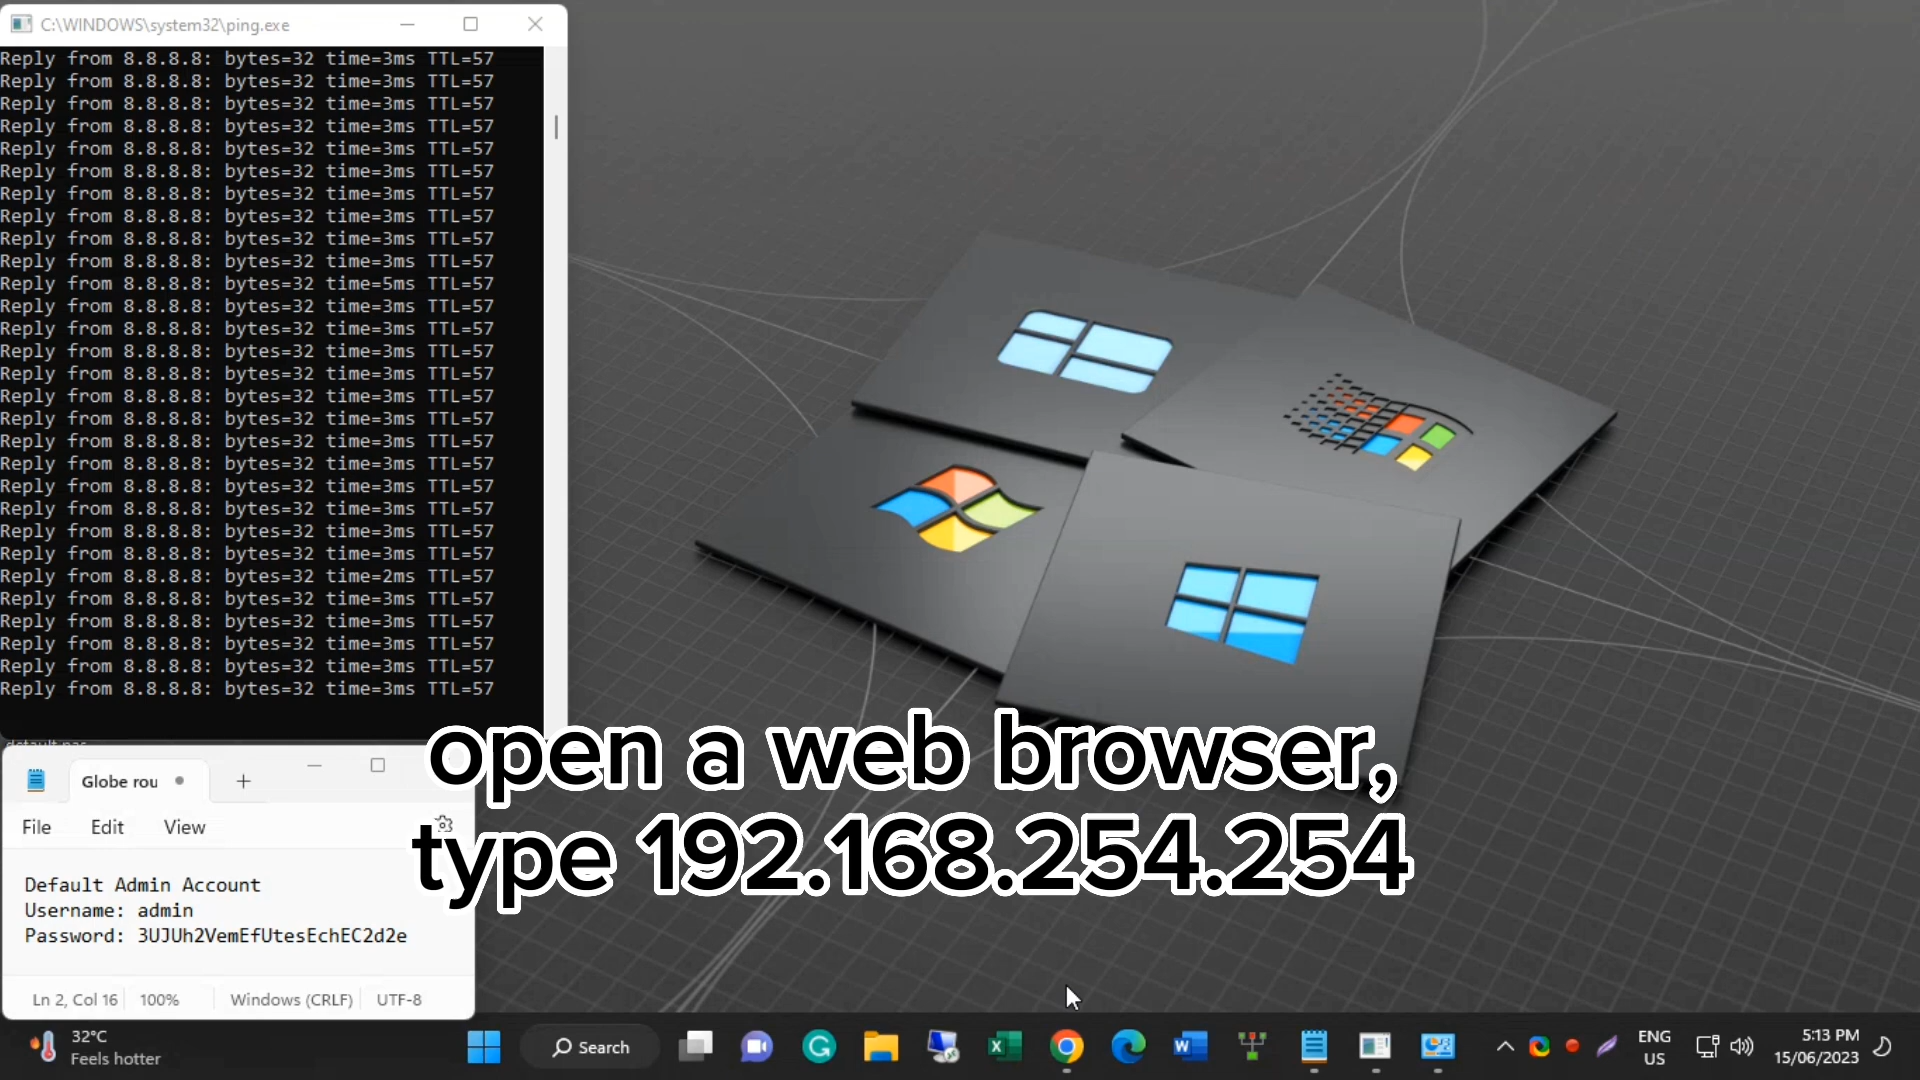 C:\WINDOWS\system32\ping.exe
Reply from 8.8.8.8: bytes=32 time=3ms TTL=57
Reply from 8.8.8.8: bytes=32 time=3ms TTL=57
Reply from 8.8.8.8: bytes=32 time=3ms TTL=57
Reply from 8.8.8.8: bytes=32 time=3ms TTL=57
Reply from 8.8.8.8: bytes=32 time=3ms TTL=57
Reply from 8.8.8.8: bytes=32 time=3ms TTL=57
Reply from 8.8.8.8: bytes=32 time=3ms TTL=57
Reply from 8.8.8.8: bytes=32 time=3ms TTL=57
Reply from 8.8.8.8: bytes=32 time=3ms TTL=57
Reply from 8.8.8.8: bytes=32 time=3ms TTL=57
Reply from 8.8.8.8: bytes=32 time=5ms TTL=57
Reply from 8.8.8.8: bytes=32 time=3ms TTL=57
Reply from 8.8.8.8: bytes=32 time=3ms TTL=57
Reply from 8.8.8.8: bytes=32 time=3ms TTL=57
Reply from 8.8.8.8: bytes=32 time=3ms TTL=57
Reply from 8.8.8.8: bytes=32 time=3ms TTL=57
Reply from 8.8.8.8: bytes=32 time=3ms TTL=57
Reply from 8.8.8.8: bytes=32 time=3ms TTL=57
Reply from 8.8.8.8: bytes=32 time=3ms TTL=57
Reply from 8.8.8.8: bytes=32 time=3ms TTL=57
Reply from 8.8.8.8: bytes=32 time=3ms TTL=57
Reply from 8.8.8.8: bytes=32 time=3ms TTL=57
Reply from 8.8.8.8: bytes=32 time=3ms TTL=57
Reply from 8.8.8.8: bytes=32 time=2ms TTL=57
Reply from 8.8.8.8: bytes=32 time=3ms TTL=57
Reply from 8.8.8.8: bytes=32 time=3ms TTL=57
Reply from 8.8.8.8: bytes=32 time=3ms TTL=57
Reply from 8.8.8.8: bytes=32 time=3ms TTL=57
Reply from 8.8.8.8: bytes=32 time=3ms TTL=57
open a web browser,
type 192.168.254.254
Globe rou
File Edit View
Default Admin Account
Username: admin
Password: 3UJUh2VemEfUtesEchEC2d2e
Ln 2, Col 16 100% Windows (CRLF) UTF-8
32°C
Feels hotter
Search
ENG
US
5:13 PM
15/06/2023